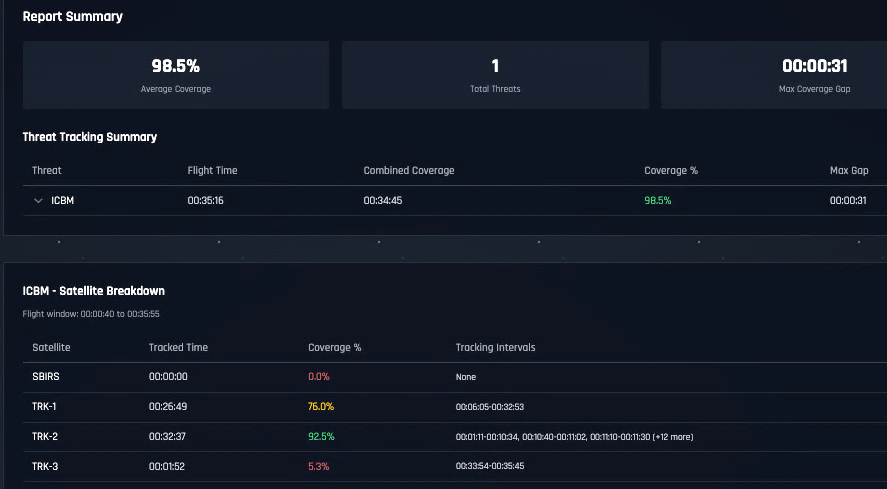 Report Summary
98.5% 1 00:00:31
Average Coverage Total Threats Max Coverage Gap
Threat Tracking Summary
Threat Flight Time Combined Coverage Coverage % Max Gap
ICBM 00:35:16 00:34:45 98.5% 00:00:31
ICBM - Satellite Breakdown
Flight window: 00:00:40 to 00:35:55
Satellite Tracked Time Coverage % Tracking Intervals
SBIRS 00:00:00 0.0% None
TRK-1 00:26:49 76.0% 00:06:05-00:32:53
TRK-2 00:32:37 92.5% 00:01:11-00:10:34, 00:10:40-00:11:02, 00:11:10-00:11:30 (+12 more)
TRK-3 00:01:52 5.3% 00:33:54-00:35:45